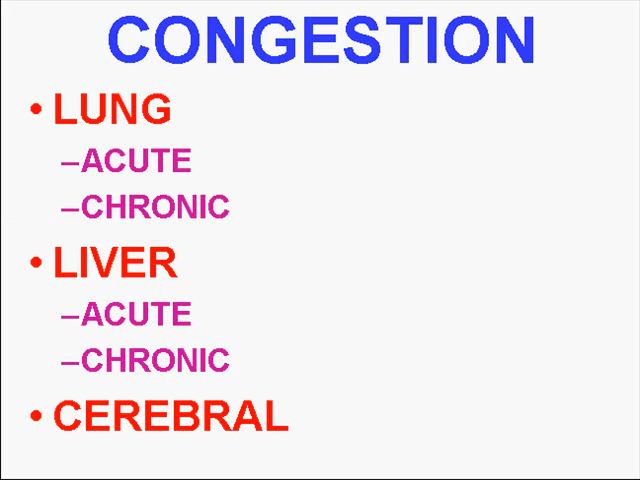 CONGESTION
• LUNG
–ACUTE
–CHRONIC
• LIVER
–ACUTE
–CHRONIC
• CEREBRAL